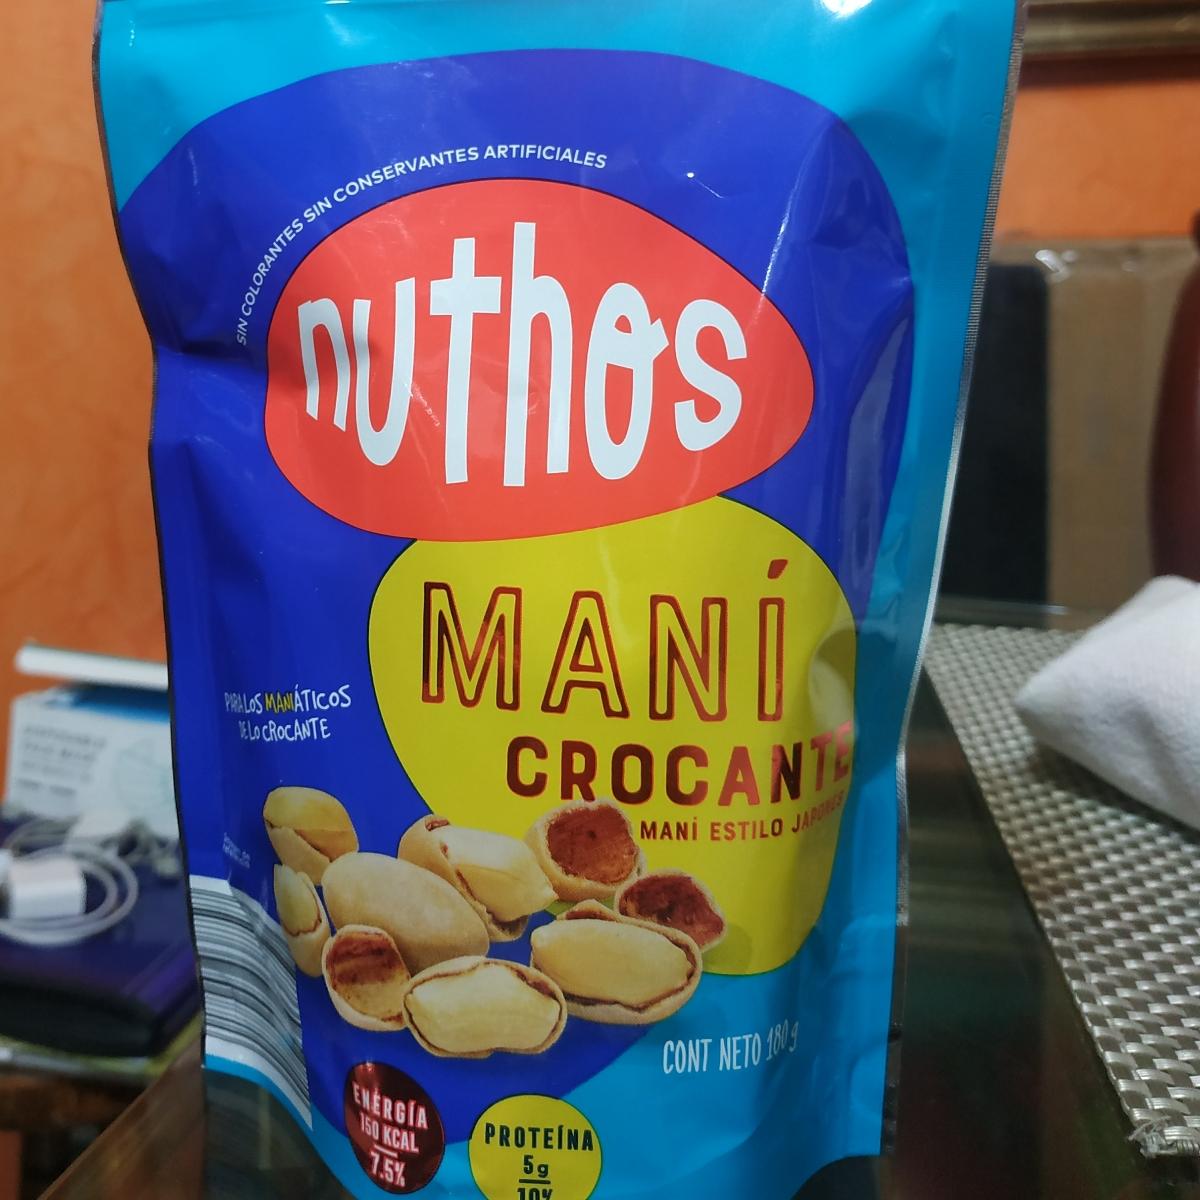 SIN COLORANTES SIN CONSERVANTES ARTIFICIALES
nuthos
MANÍ
CROCANTE
MANÍ ESTILO JAPONÉS
PARA LOS MANIÁTICOS
DE LO CROCANTE
CONT NETO 180 g
ENERGÍA
150 KCAL
7.5%
PROTEÍNA
5g
10%